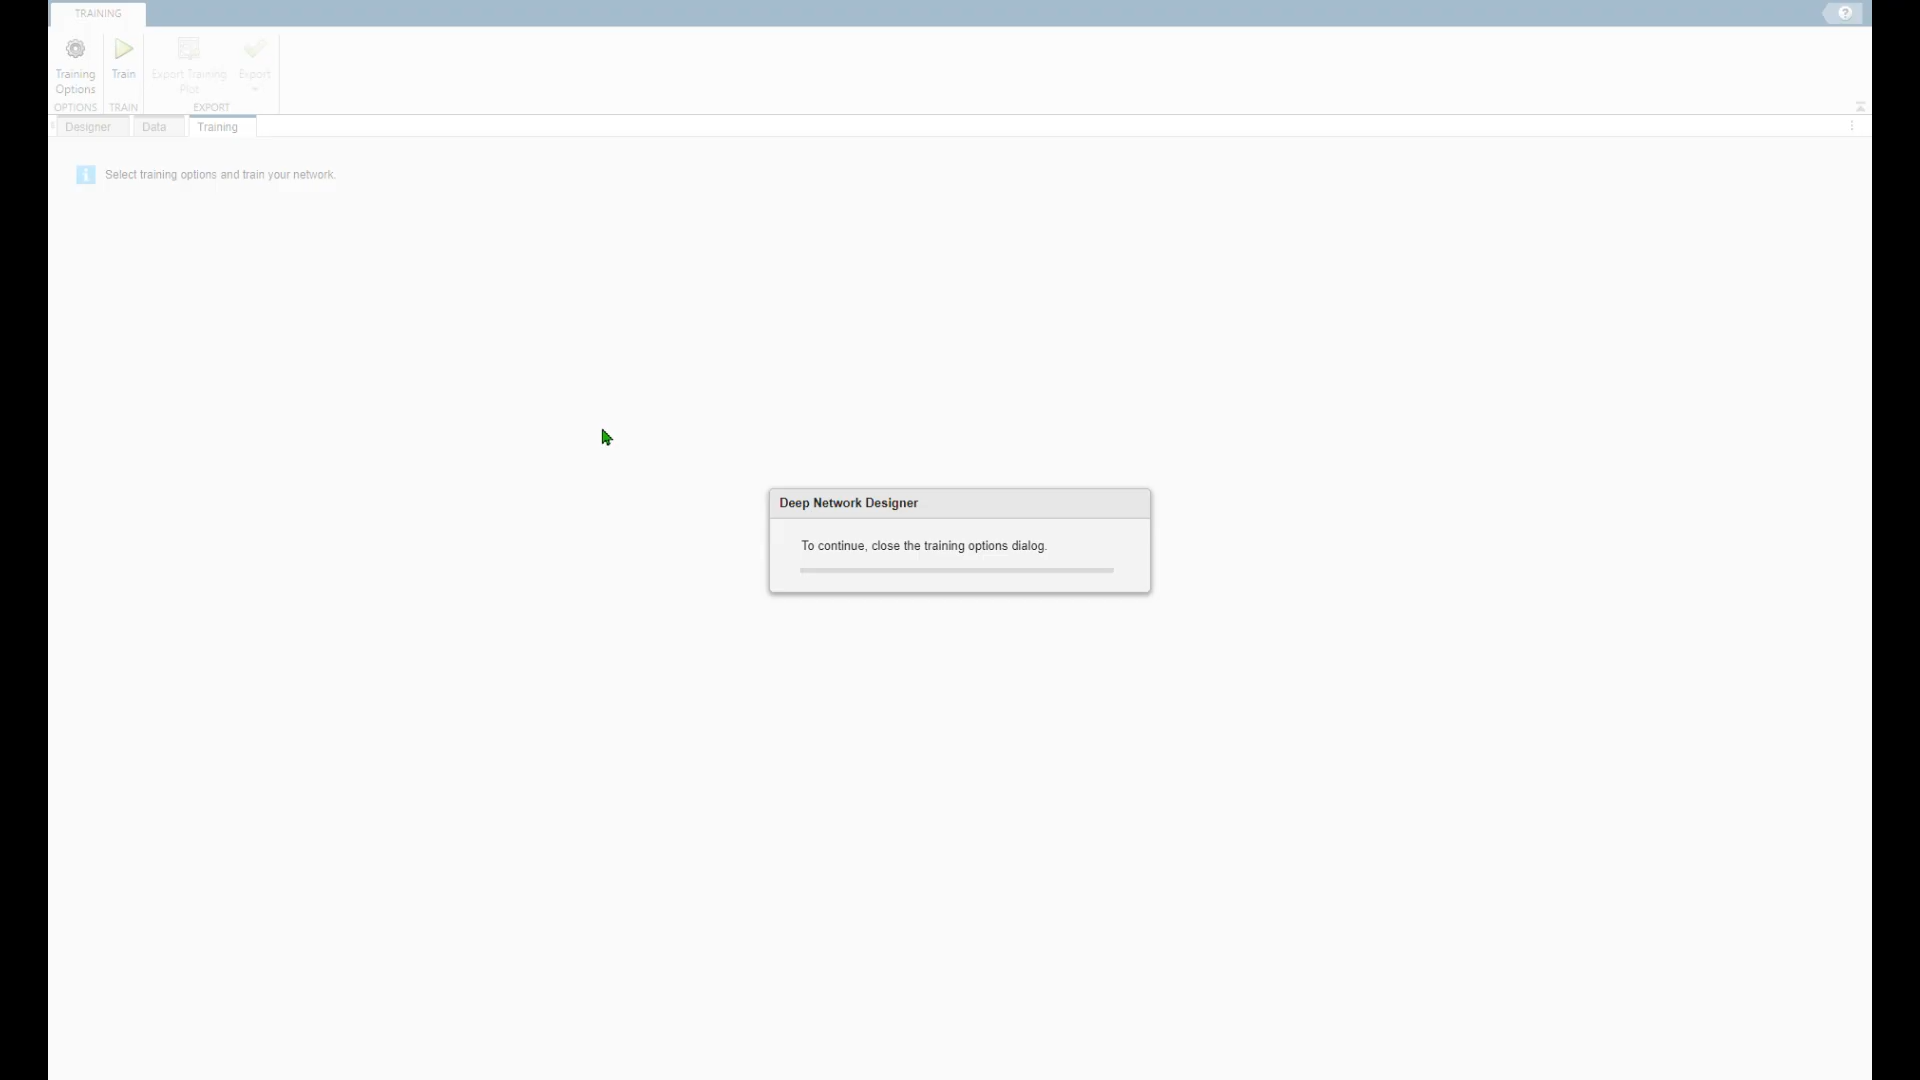 TRAINING
?
Training
Options
Train
Export Training
Plot
Export
OPTIONS
TRAIN
EXPORT
Designer
Data
Training
i
Select training options and train your network.
Deep Network Designer
To continue, close the training options dialog.